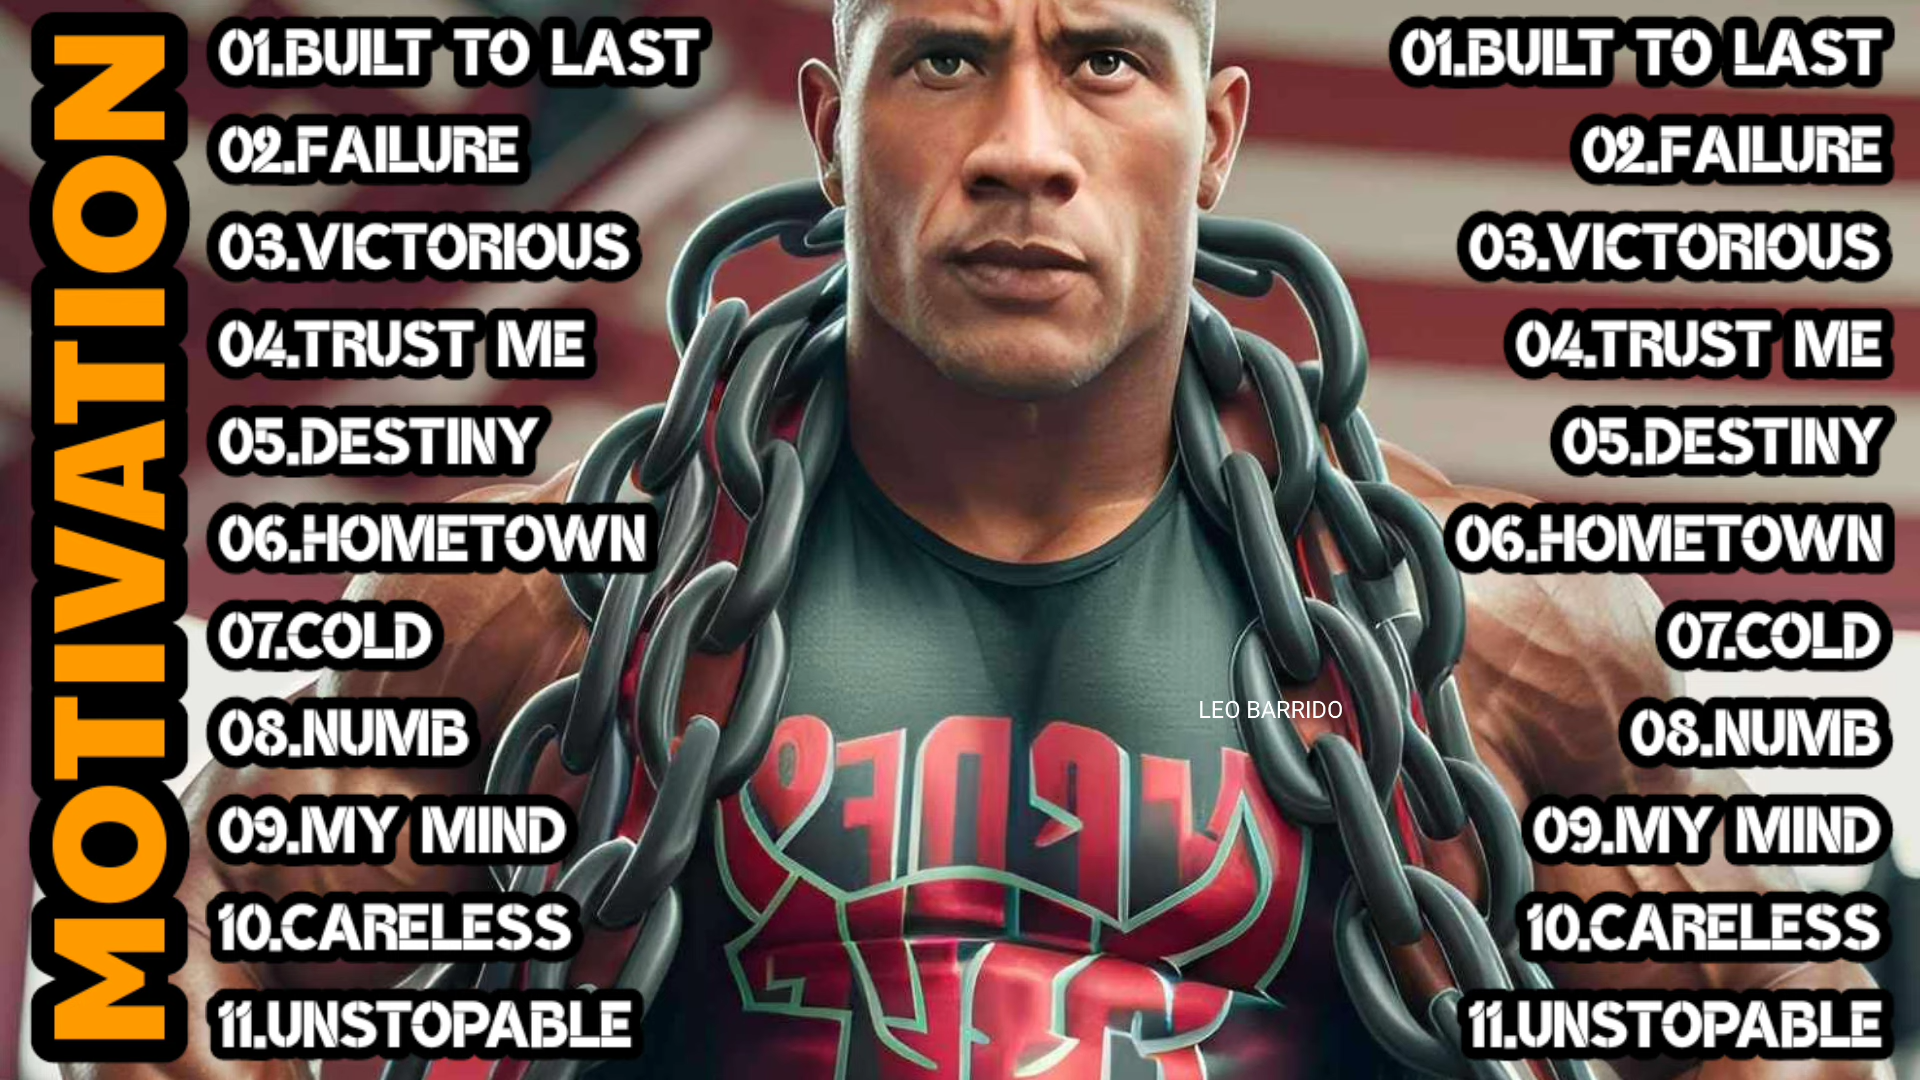 MOTIVATION
01.BUILT TO LAST
02.FAILURE
03.VICTORIOUS
04.TRUST ME
05.DESTINY
06.HOMETOWN
07.COLD
08.NUMB
09.MY MIND
10.CARELESS
11.UNSTOPABLE
LEO BARRIDO
01.BUILT TO LAST
02.FAILURE
03.VICTORIOUS
04.TRUST ME
05.DESTINY
06.HOMETOWN
07.COLD
08.NUMB
09.MY MIND
10.CARELESS
11.UNSTOPABLE